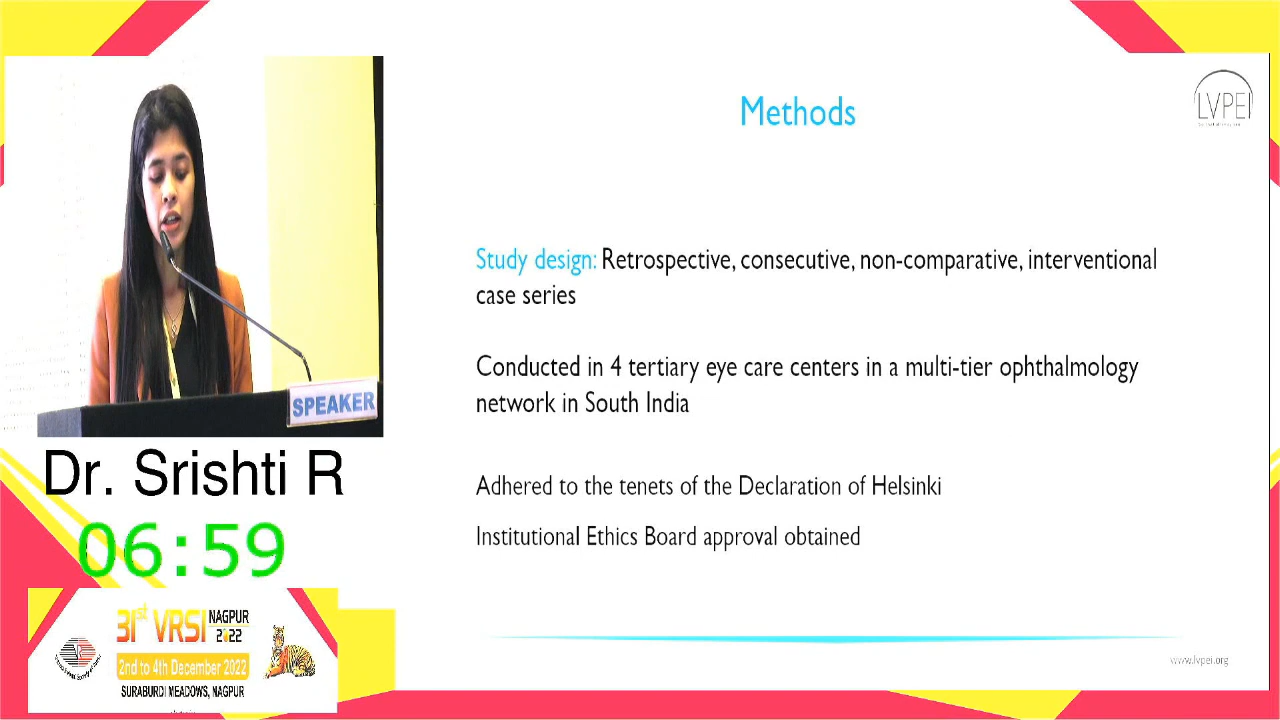 Methods
LVPEI
Study design: Retrospective, consecutive, non-comparative, interventional
case series
Conducted in 4 tertiary eye care centers in a multi-tier ophthalmology
network in South India
Adhered to the tenets of the Declaration of Helsinki
Institutional Ethics Board approval obtained
www.lvpei.org
SPEAKER
Dr. Srishti R
06:59
31st VRSI NAGPUR
2022
2nd to 4th December 2022
SURABURDI MEADOWS, NAGPUR